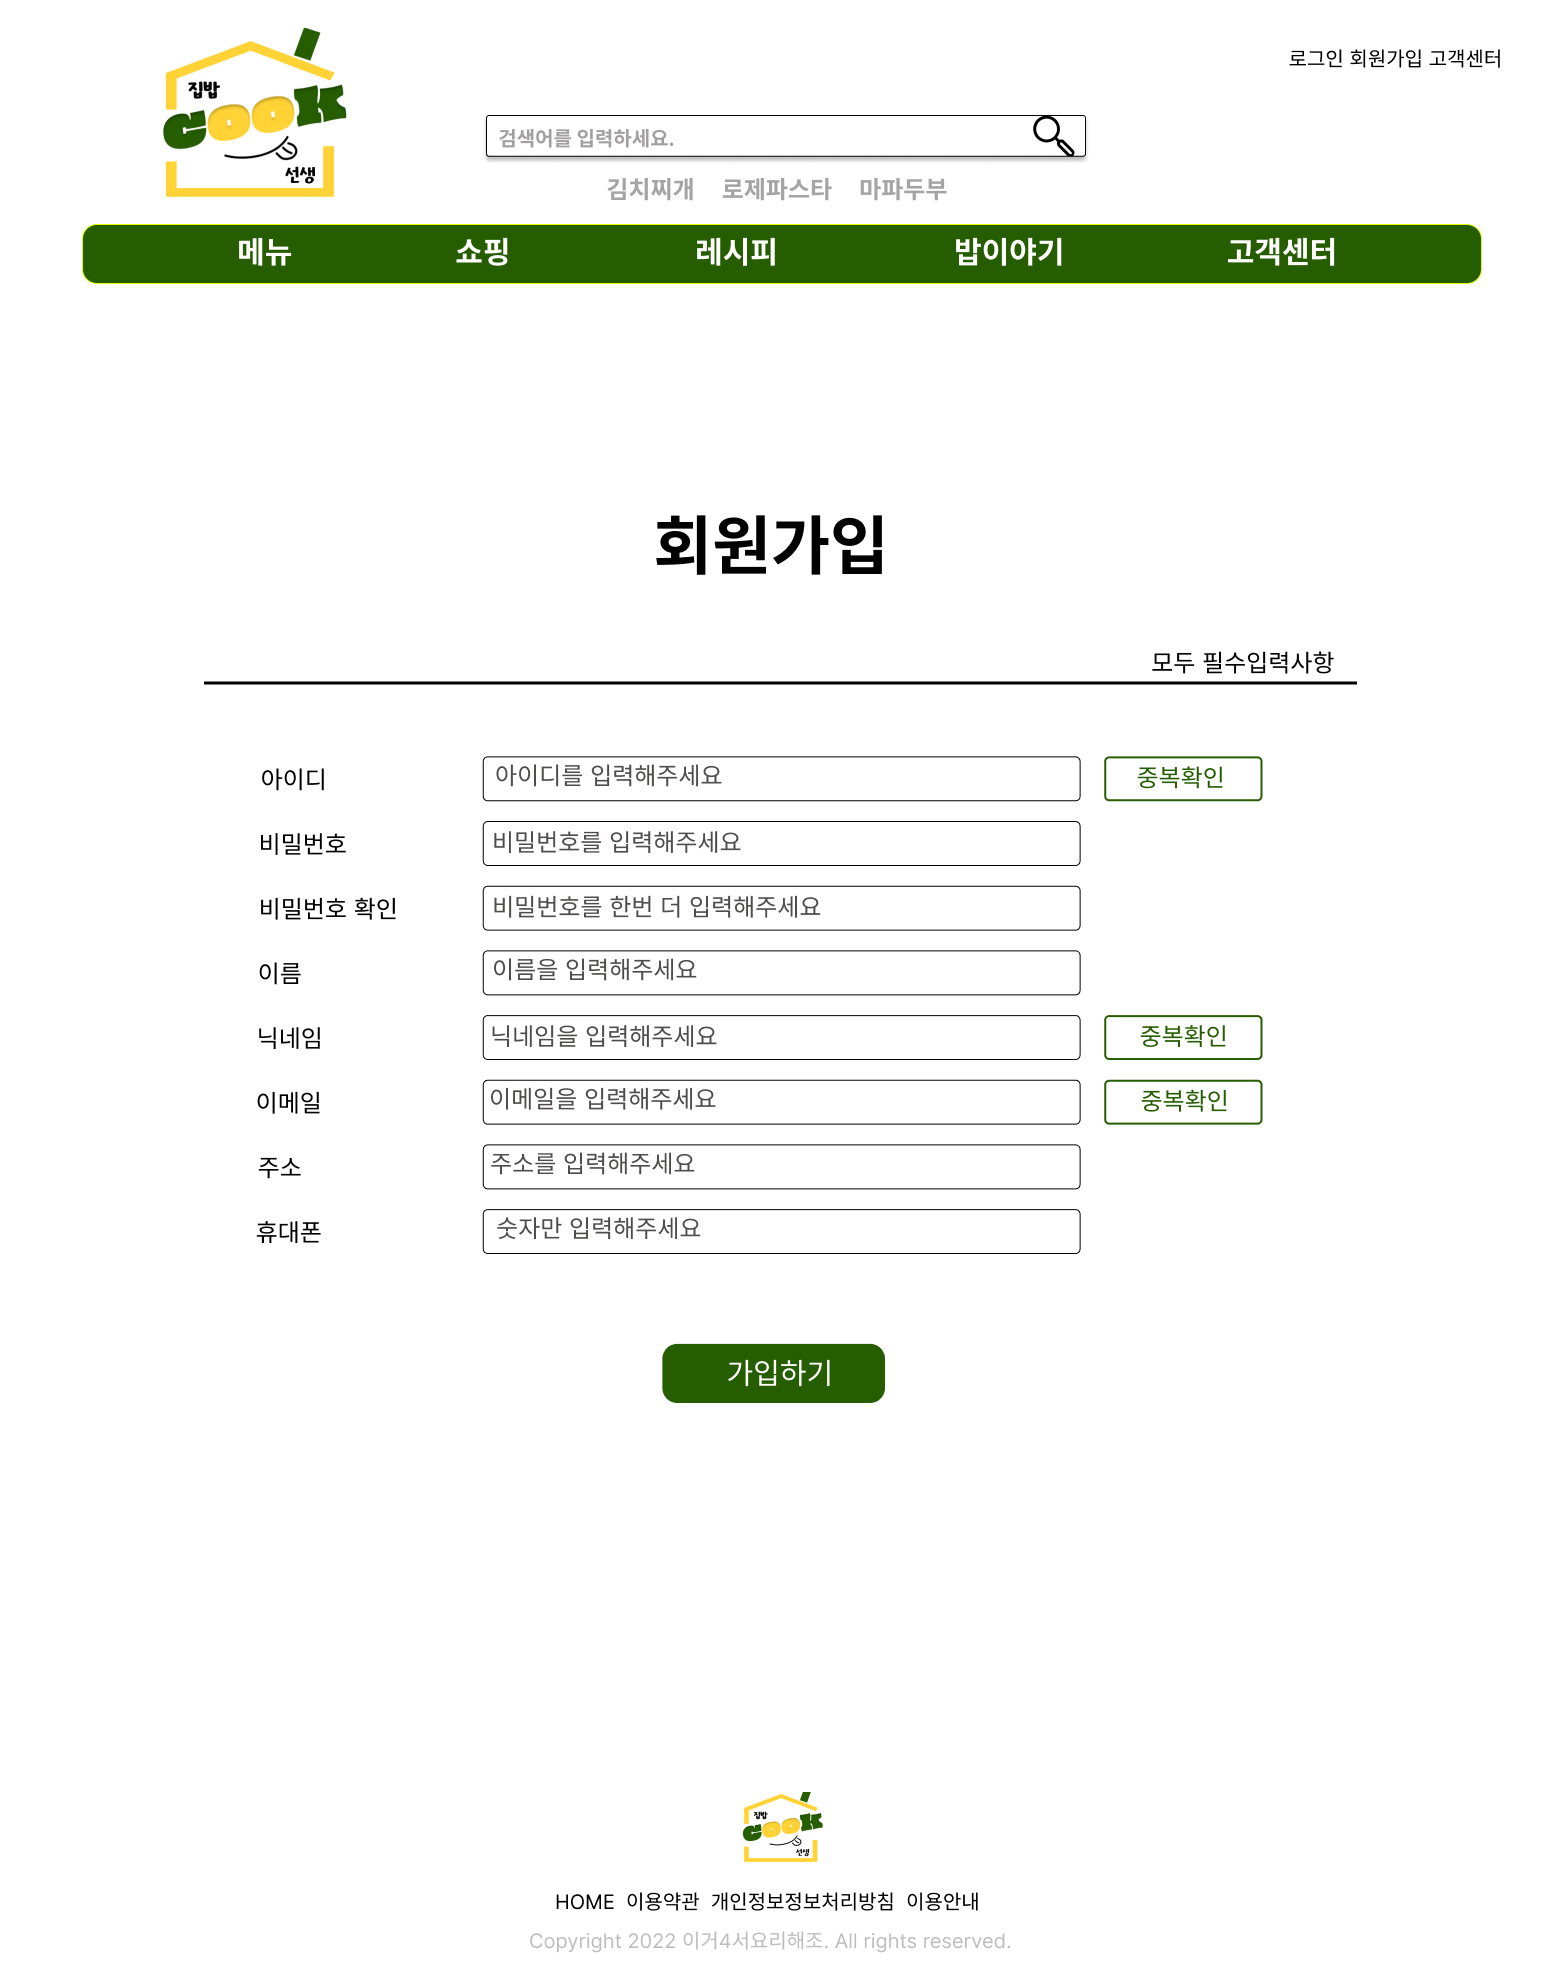 집밥
COOK
선생
로그인 회원가입 고객센터
검색어를 입력하세요.
김치찌개 로제파스타 마파두부
메뉴 쇼핑 레시피 밥이야기 고객센터
회원가입
모두 필수입력사항
아이디 아이디를 입력해주세요 중복확인
비밀번호 비밀번호를 입력해주세요
비밀번호 확인 비밀번호를 한번 더 입력해주세요
이름 이름을 입력해주세요
닉네임 닉네임을 입력해주세요 중복확인
이메일 이메일을 입력해주세요 중복확인
주소 주소를 입력해주세요
휴대폰 숫자만 입력해주세요
가입하기
집밥
COOK
선생
HOME 이용약관 개인정보정보처리방침 이용안내
Copyright 2022 이거4서요리해조. All rights reserved.